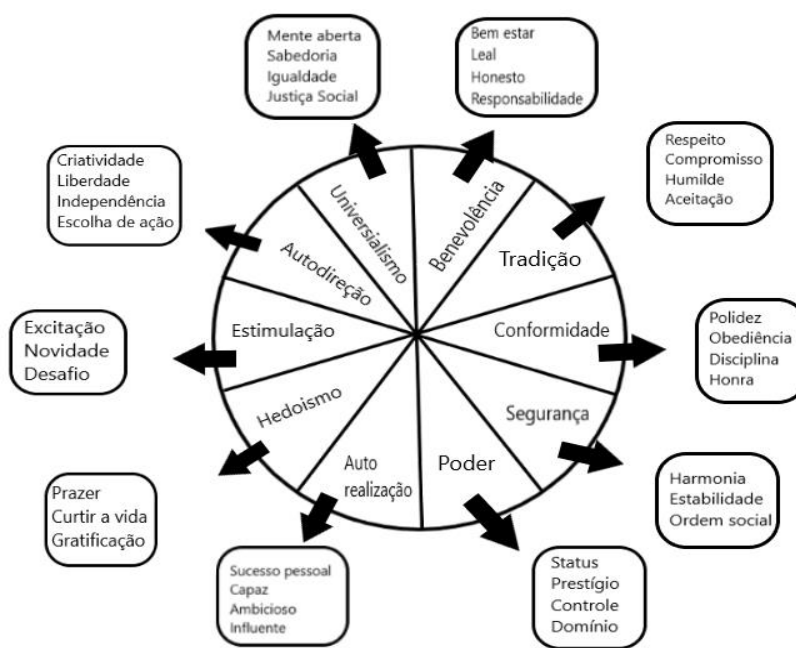 Mente aberta
Sabedoria
Igualdade
Justiça Social
Bem estar
Leal
Honesto
Responsabilidade
Criatividade
Liberdade
Independência
Escolha de ação
Respeito
Compromisso
Humilde
Aceitação
Universialismo
Benevolência
Autodireção
Tradição
Excitação
Novidade
Desafio
Estimulação
Conformidade
Polidez
Obediência
Disciplina
Honra
Hedoismo
Segurança
Auto
realização
Poder
Prazer
Curtir a vida
Gratificação
Harmonia
Estabilidade
Ordem social
Sucesso pessoal
Capaz
Ambicioso
Influente
Status
Prestígio
Controle
Domínio